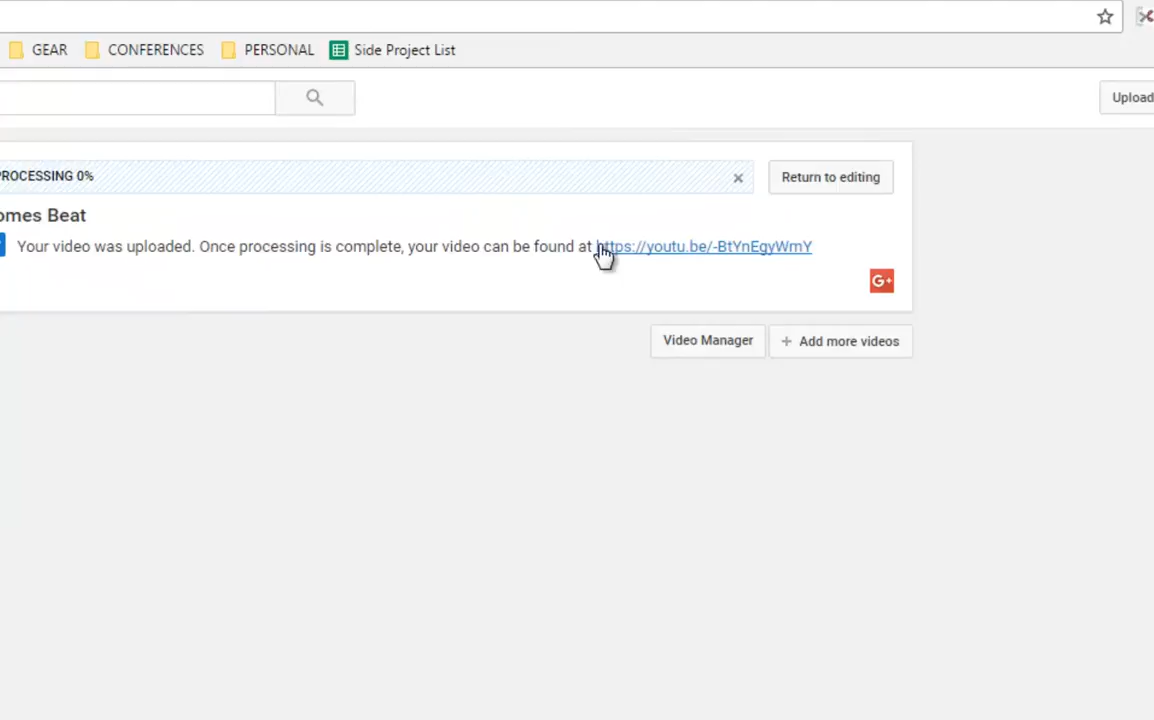 GEAR CONFERENCES PERSONAL Side Project List
Upload
PROCESSING 0%
Return to editing
omes Beat
Your video was uploaded. Once processing is complete, your video can be found at https://youtu.be/-BtYnEgyWmY
G+
Video Manager + Add more videos